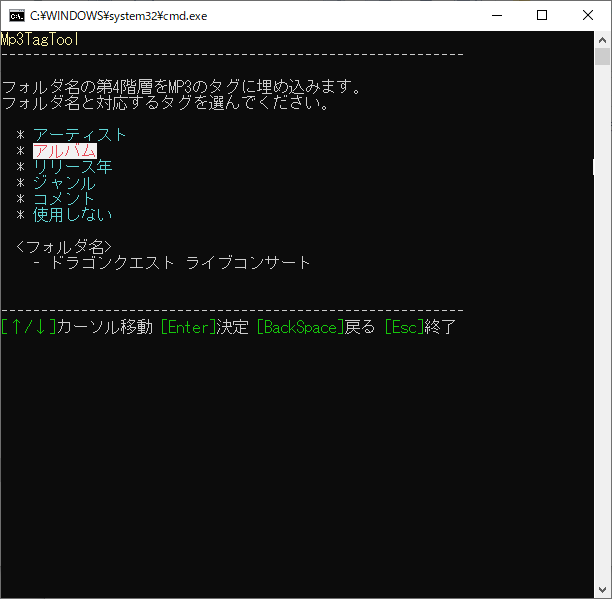 C:¥WINDOWS¥system32¥cmd.exe
Mp3TagTool
----------------------------------------------------------
フォルダ名の第4階層をMP3のタグに埋め込みます。
フォルダ名と対応するタグを選んでください。
* アーティスト
* アルバム
* リリース年
* ジャンル
* コメント
* 使用しない
<フォルダ名>
- ドラゴンクエスト ライブコンサート
----------------------------------------------------------
[↑/↓]カーソル移動 [Enter]決定 [BackSpace]戻る [Esc]終了